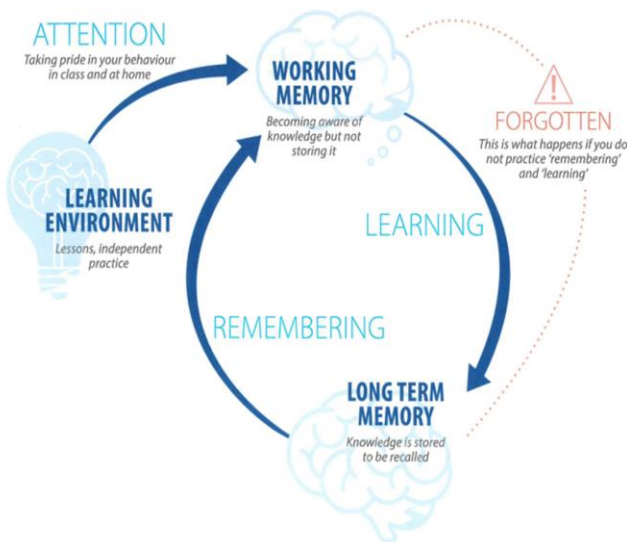 ATTENTION
Taking pride in your behaviour
in class and at home
WORKING
MEMORY
Becoming aware of
knowledge but not
storing it
!
FORGOTTEN
This is what happens if you do
not practice 'remembering'
and 'learning'
LEARNING
ENVIRONMENT
Lessons, independent
practice
LEARNING
REMEMBERING
LONG TERM
MEMORY
Knowledge is stored
to be recalled